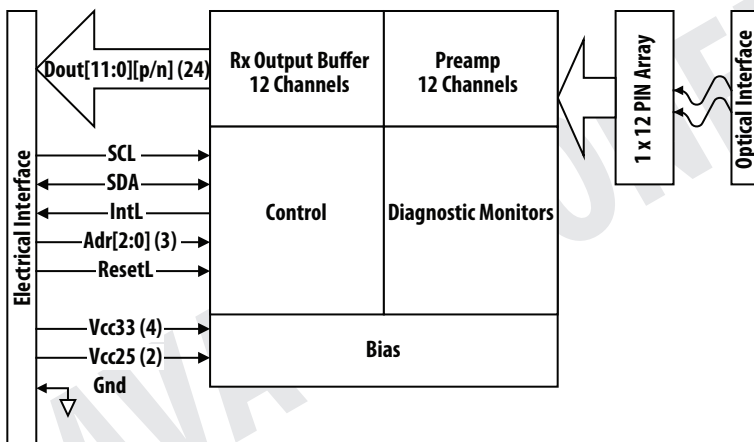 Dout[11:0][p/n] (24)
Rx Output Buffer
12 Channels
Preamp
12 Channels
1 x 12 PIN Array
Optical Interface
Electrical Interface
SCL
SDA
IntL
Adr[2:0] (3)
ResetL
Control
Diagnostic Monitors
Vcc33 (4)
Vcc25 (2)
Gnd
Bias